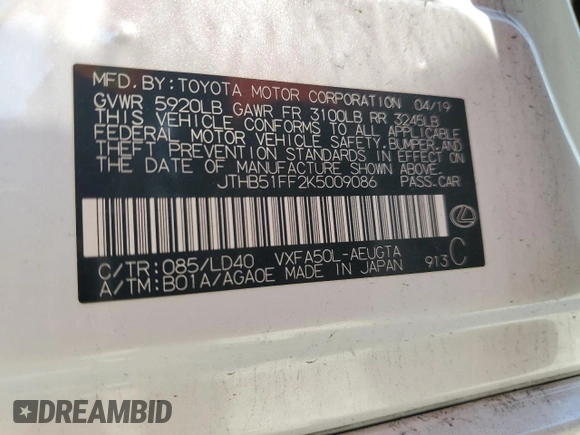 MFD. BY: TOYOTA MOTOR CORPORATION 04/19
GVWR 5920LB GAWR FR 3100LB RR 3245LB
THIS VEHICLE CONFORMS TO ALL APPLICABLE
FEDERAL MOTOR VEHICLE SAFETY, BUMPER, AND
THEFT PREVENTION STANDARDS IN EFFECT ON
THE DATE OF MANUFACTURE SHOWN ABOVE.
JTHB51FF2K5009086 PASS.CAR
C/TR: 085/LD40 VXFA50L-AEUGTA
A/TM: B01A/AGA0E MADE IN JAPAN 913 C
DREAMBID